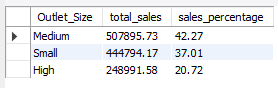 Outlet_Size total_sales sales_percentage
Medium 507895.73 42.27
Small 444794.17 37.01
High 248991.58 20.72